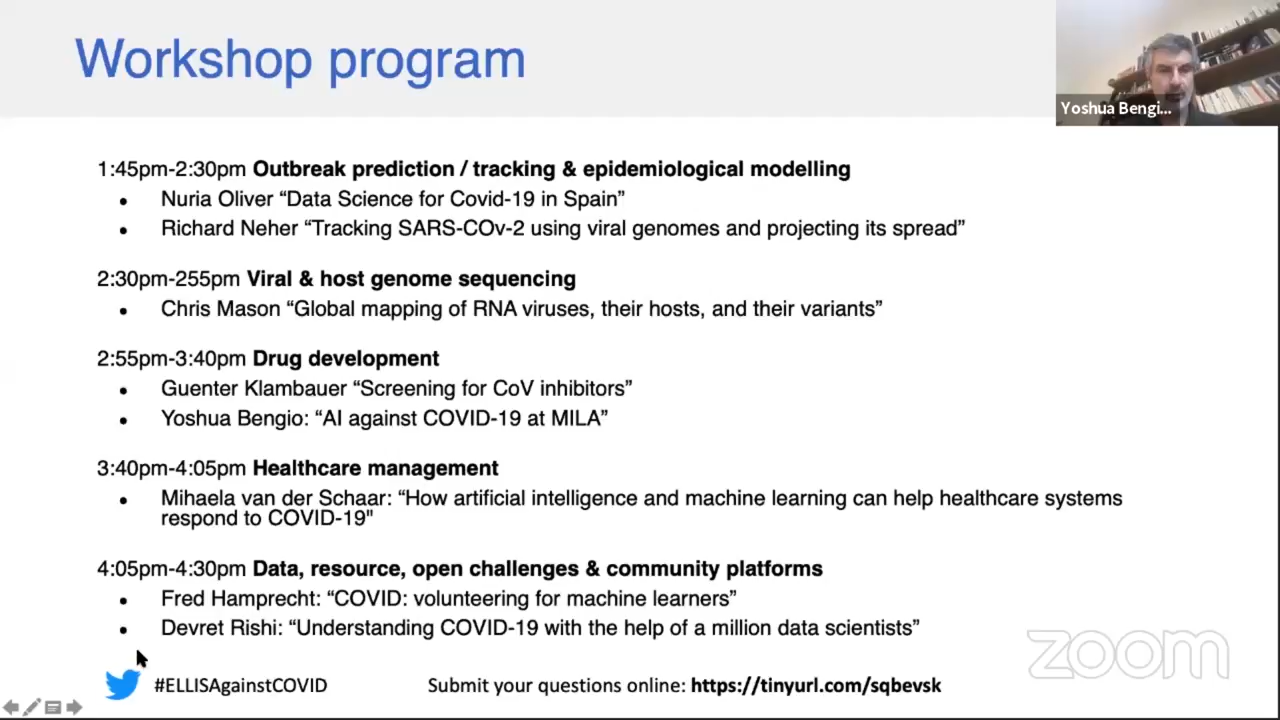 Workshop program
Yoshua Bengi...
1:45pm-2:30pm Outbreak prediction / tracking & epidemiological modelling
• Nuria Oliver “Data Science for Covid-19 in Spain”
• Richard Neher “Tracking SARS-COv-2 using viral genomes and projecting its spread”
2:30pm-255pm Viral & host genome sequencing
• Chris Mason “Global mapping of RNA viruses, their hosts, and their variants”
2:55pm-3:40pm Drug development
• Guenter Klambauer “Screening for CoV inhibitors”
• Yoshua Bengio: “AI against COVID-19 at MILA”
3:40pm-4:05pm Healthcare management
• Mihaela van der Schaar: “How artificial intelligence and machine learning can help healthcare systems
respond to COVID-19"
4:05pm-4:30pm Data, resource, open challenges & community platforms
• Fred Hamprecht: “COVID: volunteering for machine learners”
• Devret Rishi: “Understanding COVID-19 with the help of a million data scientists”
zoom
#ELLISAgainstCOVID Submit your questions online: https://tinyurl.com/sqbevsk